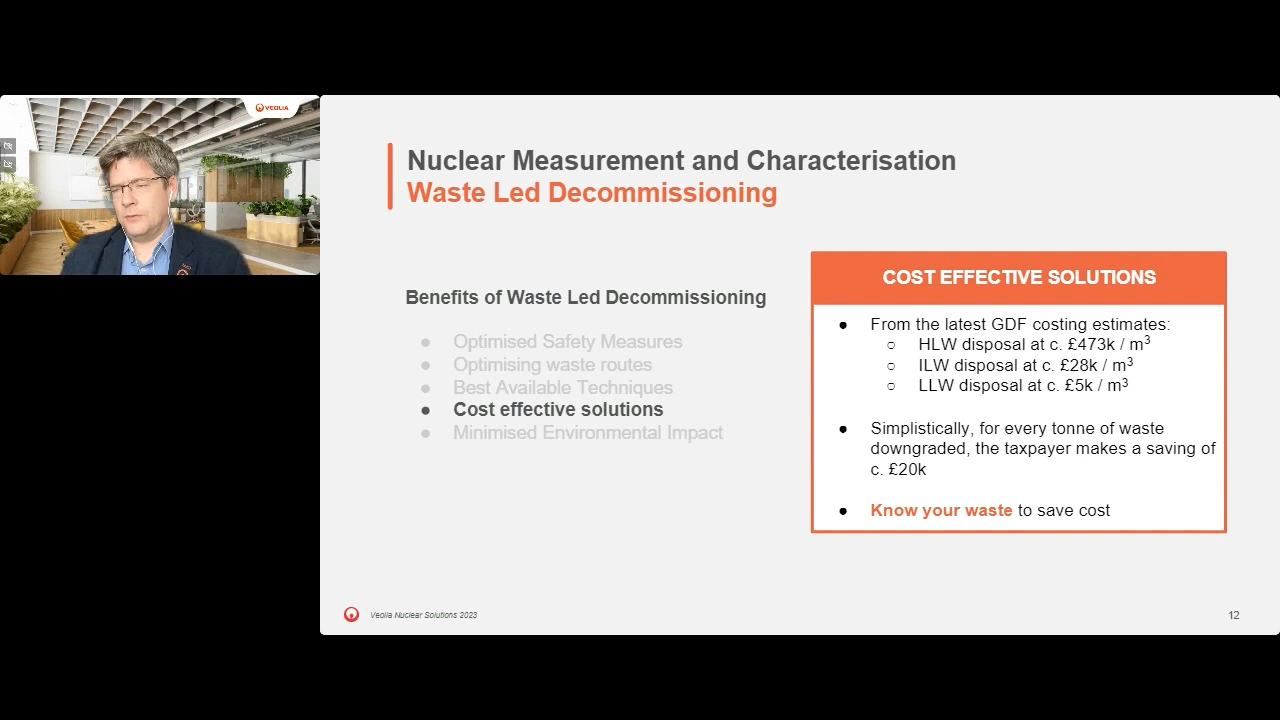 VEOLIA
Nuclear Measurement and Characterisation
Waste Led Decommissioning
Benefits of Waste Led Decommissioning
● Optimised Safety Measures
● Optimising waste routes
● Best Available Techniques
● Cost effective solutions
● Minimised Environmental Impact
COST EFFECTIVE SOLUTIONS
● From the latest GDF costing estimates:
○ HLW disposal at c. £473k / m³
○ ILW disposal at c. £28k / m³
○ LLW disposal at c. £5k / m³
● Simplistically, for every tonne of waste
downgraded, the taxpayer makes a saving of
c. £20k
● Know your waste to save cost
Veolia Nuclear Solutions 2023
12